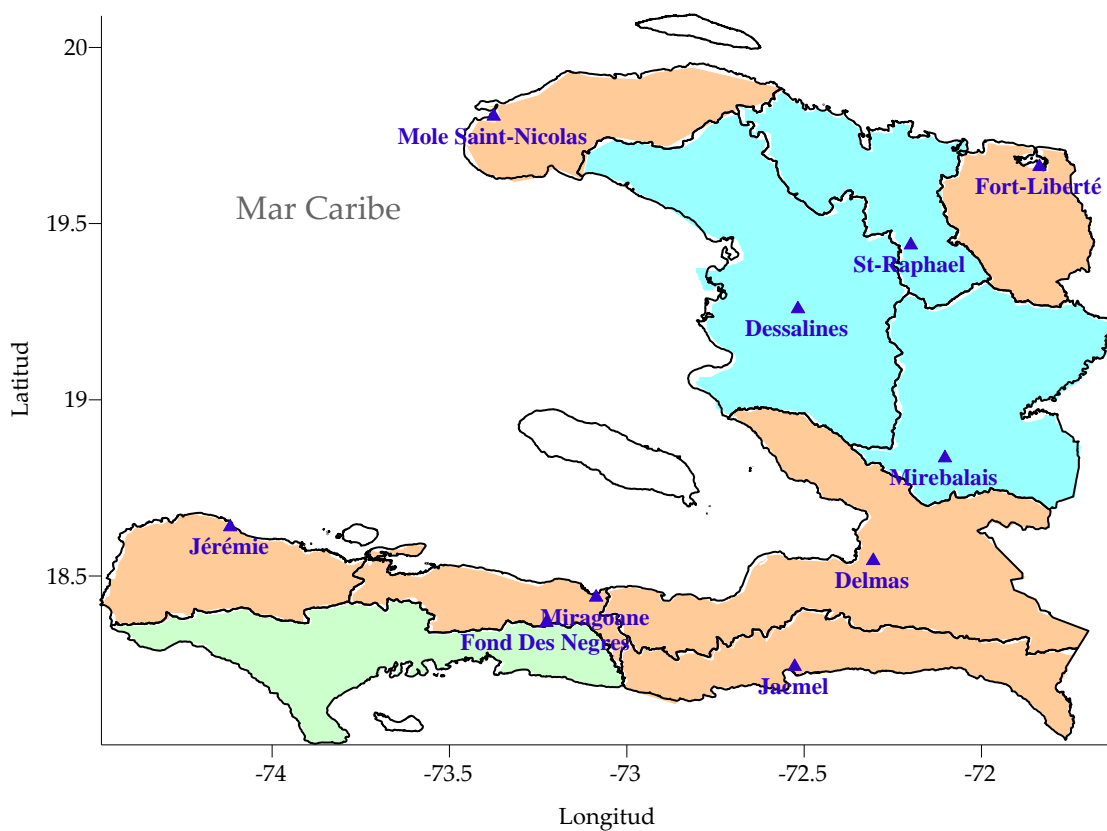 20
Mole Saint-Nicolas
Fort-Liberté
Mar Caribe
19.5
St-Raphael
Dessalines
Latitud
19
Mirebalais
Jérémie
18.5
Delmas
Miragoane
Fond Des Negres
Jacmel
-74
-73.5
-73
-72.5
-72
Longitud